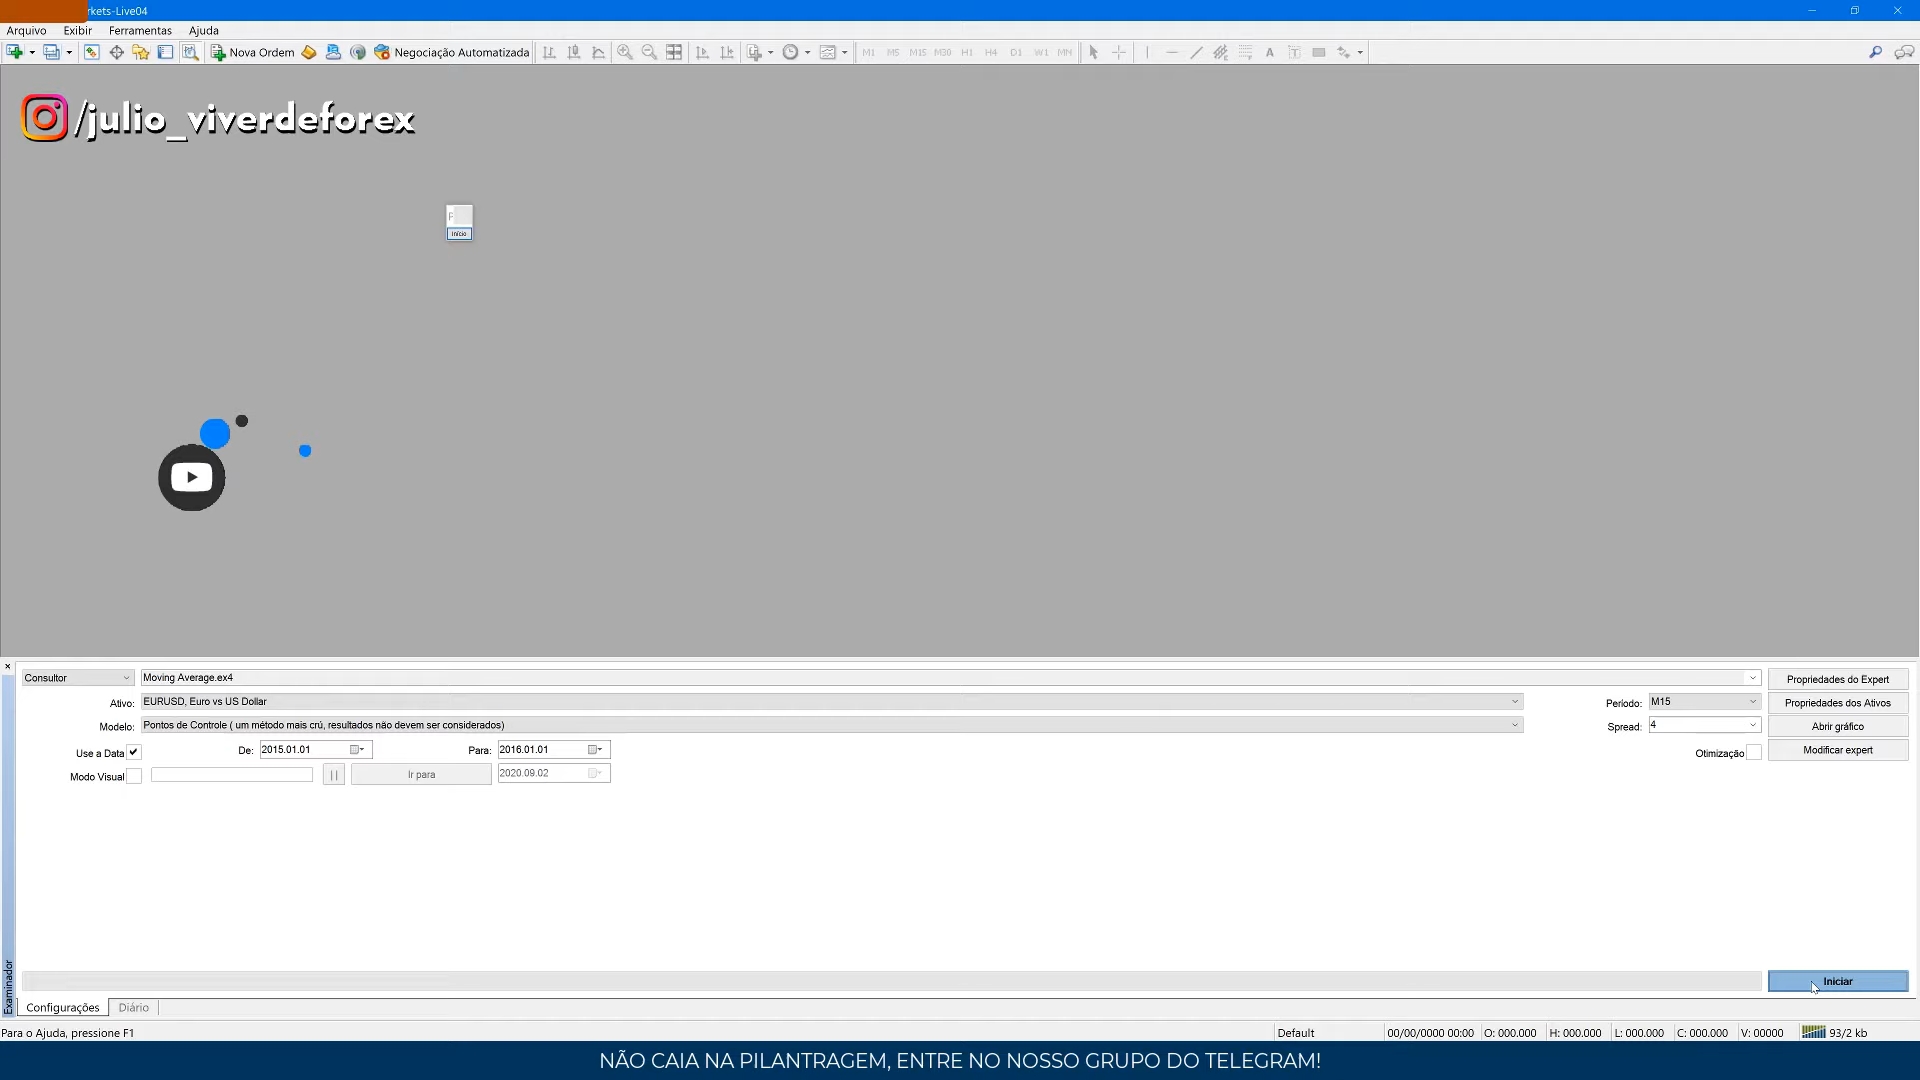 rkets-Live04
Arquivo Exibir Ferramentas Ajuda
Nova Ordem Negociação Automatizada M1 M5 M15 M30 H1 H4 D1 W1 MN A T
/julio_viverdeforex
Início
Consultor Moving Average.ex4 Propriedades do Expert
Ativo: EURUSD, Euro vs US Dollar Período: M15 Propriedades dos Ativos
Modelo: Pontos de Controle ( um método mais crú, resultados não devem ser considerados) Spread: 4 Abrir gráfico
Use a Data De: 2015.01.01 Para: 2016.01.01 Otimização Modificar expert
Modo Visual Ir para 2020.09.02
Examinador
Iniciar
Configurações Diário
Para o Ajuda, pressione F1 Default 00/00/0000 00:00 O: 000.000 H: 000.000 L: 000.000 C: 000.000 V: 00000 93/2 kb
NÃO CAIA NA PILANTRAGEM, ENTRE NO NOSSO GRUPO DO TELEGRAM!